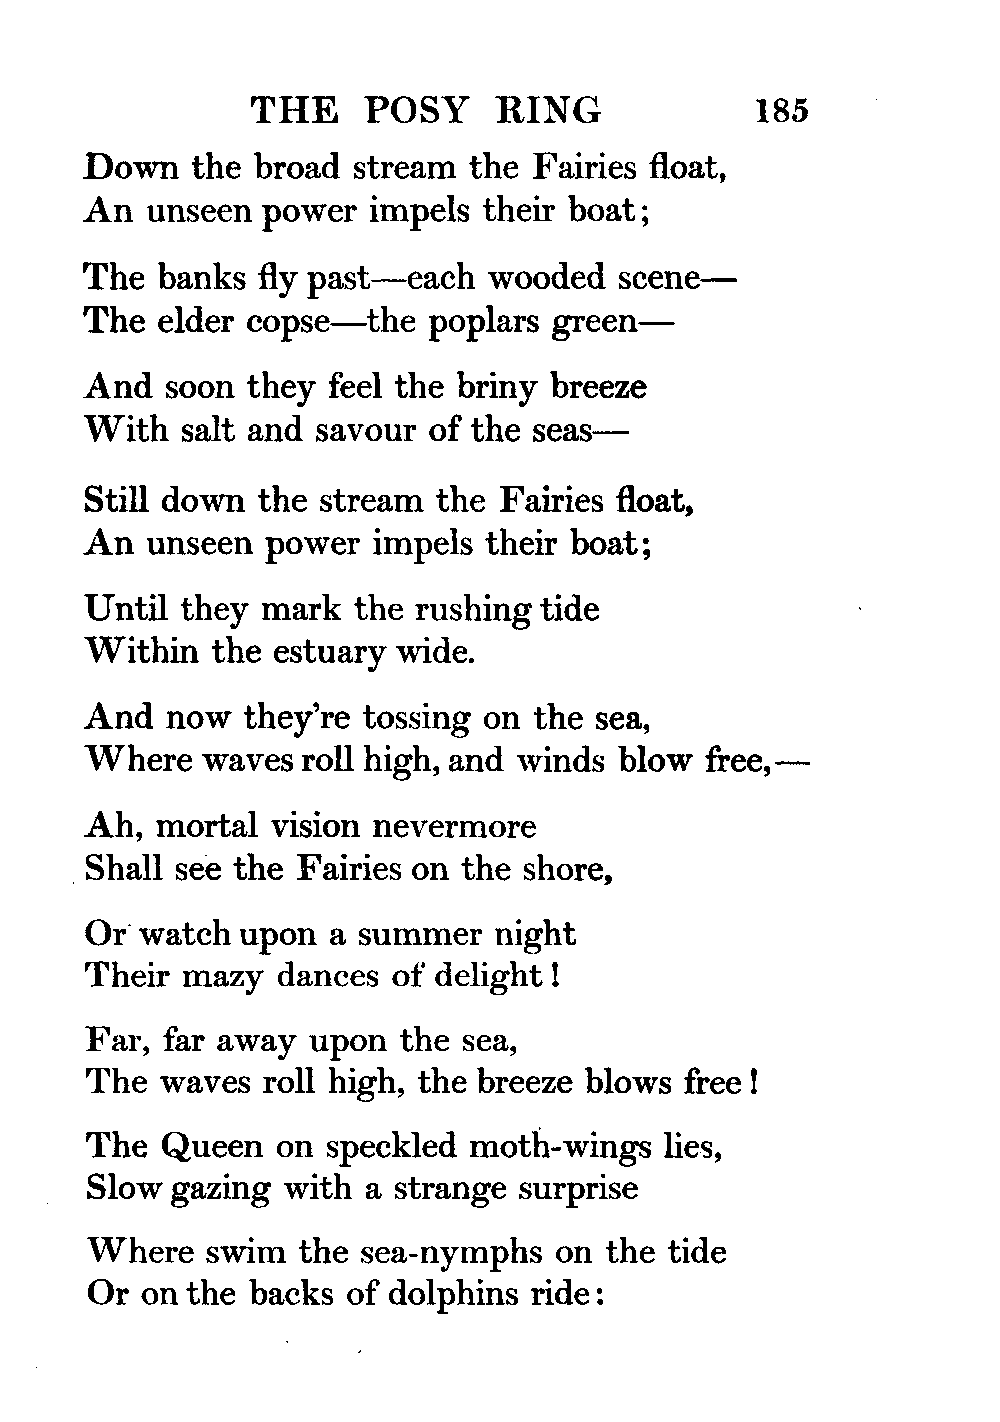 THE POSY RING 185
Down the broad stream the Fairies float,
An unseen power impels their boat;
The banks fly past—each wooded scene—
The elder copse—the poplars green—
And soon they feel the briny breeze
With salt and savour of the seas—
Still down the stream the Fairies float,
An unseen power impels their boat;
Until they mark the rushing tide
Within the estuary wide.
And now they're tossing on the sea,
Where waves roll high, and winds blow free,—
Ah, mortal vision nevermore
Shall see the Fairies on the shore,
Or watch upon a summer night
Their mazy dances of delight!
Far, far away upon the sea,
The waves roll high, the breeze blows free!
The Queen on speckled moth-wings lies,
Slow gazing with a strange surprise
Where swim the sea-nymphs on the tide
Or on the backs of dolphins ride: